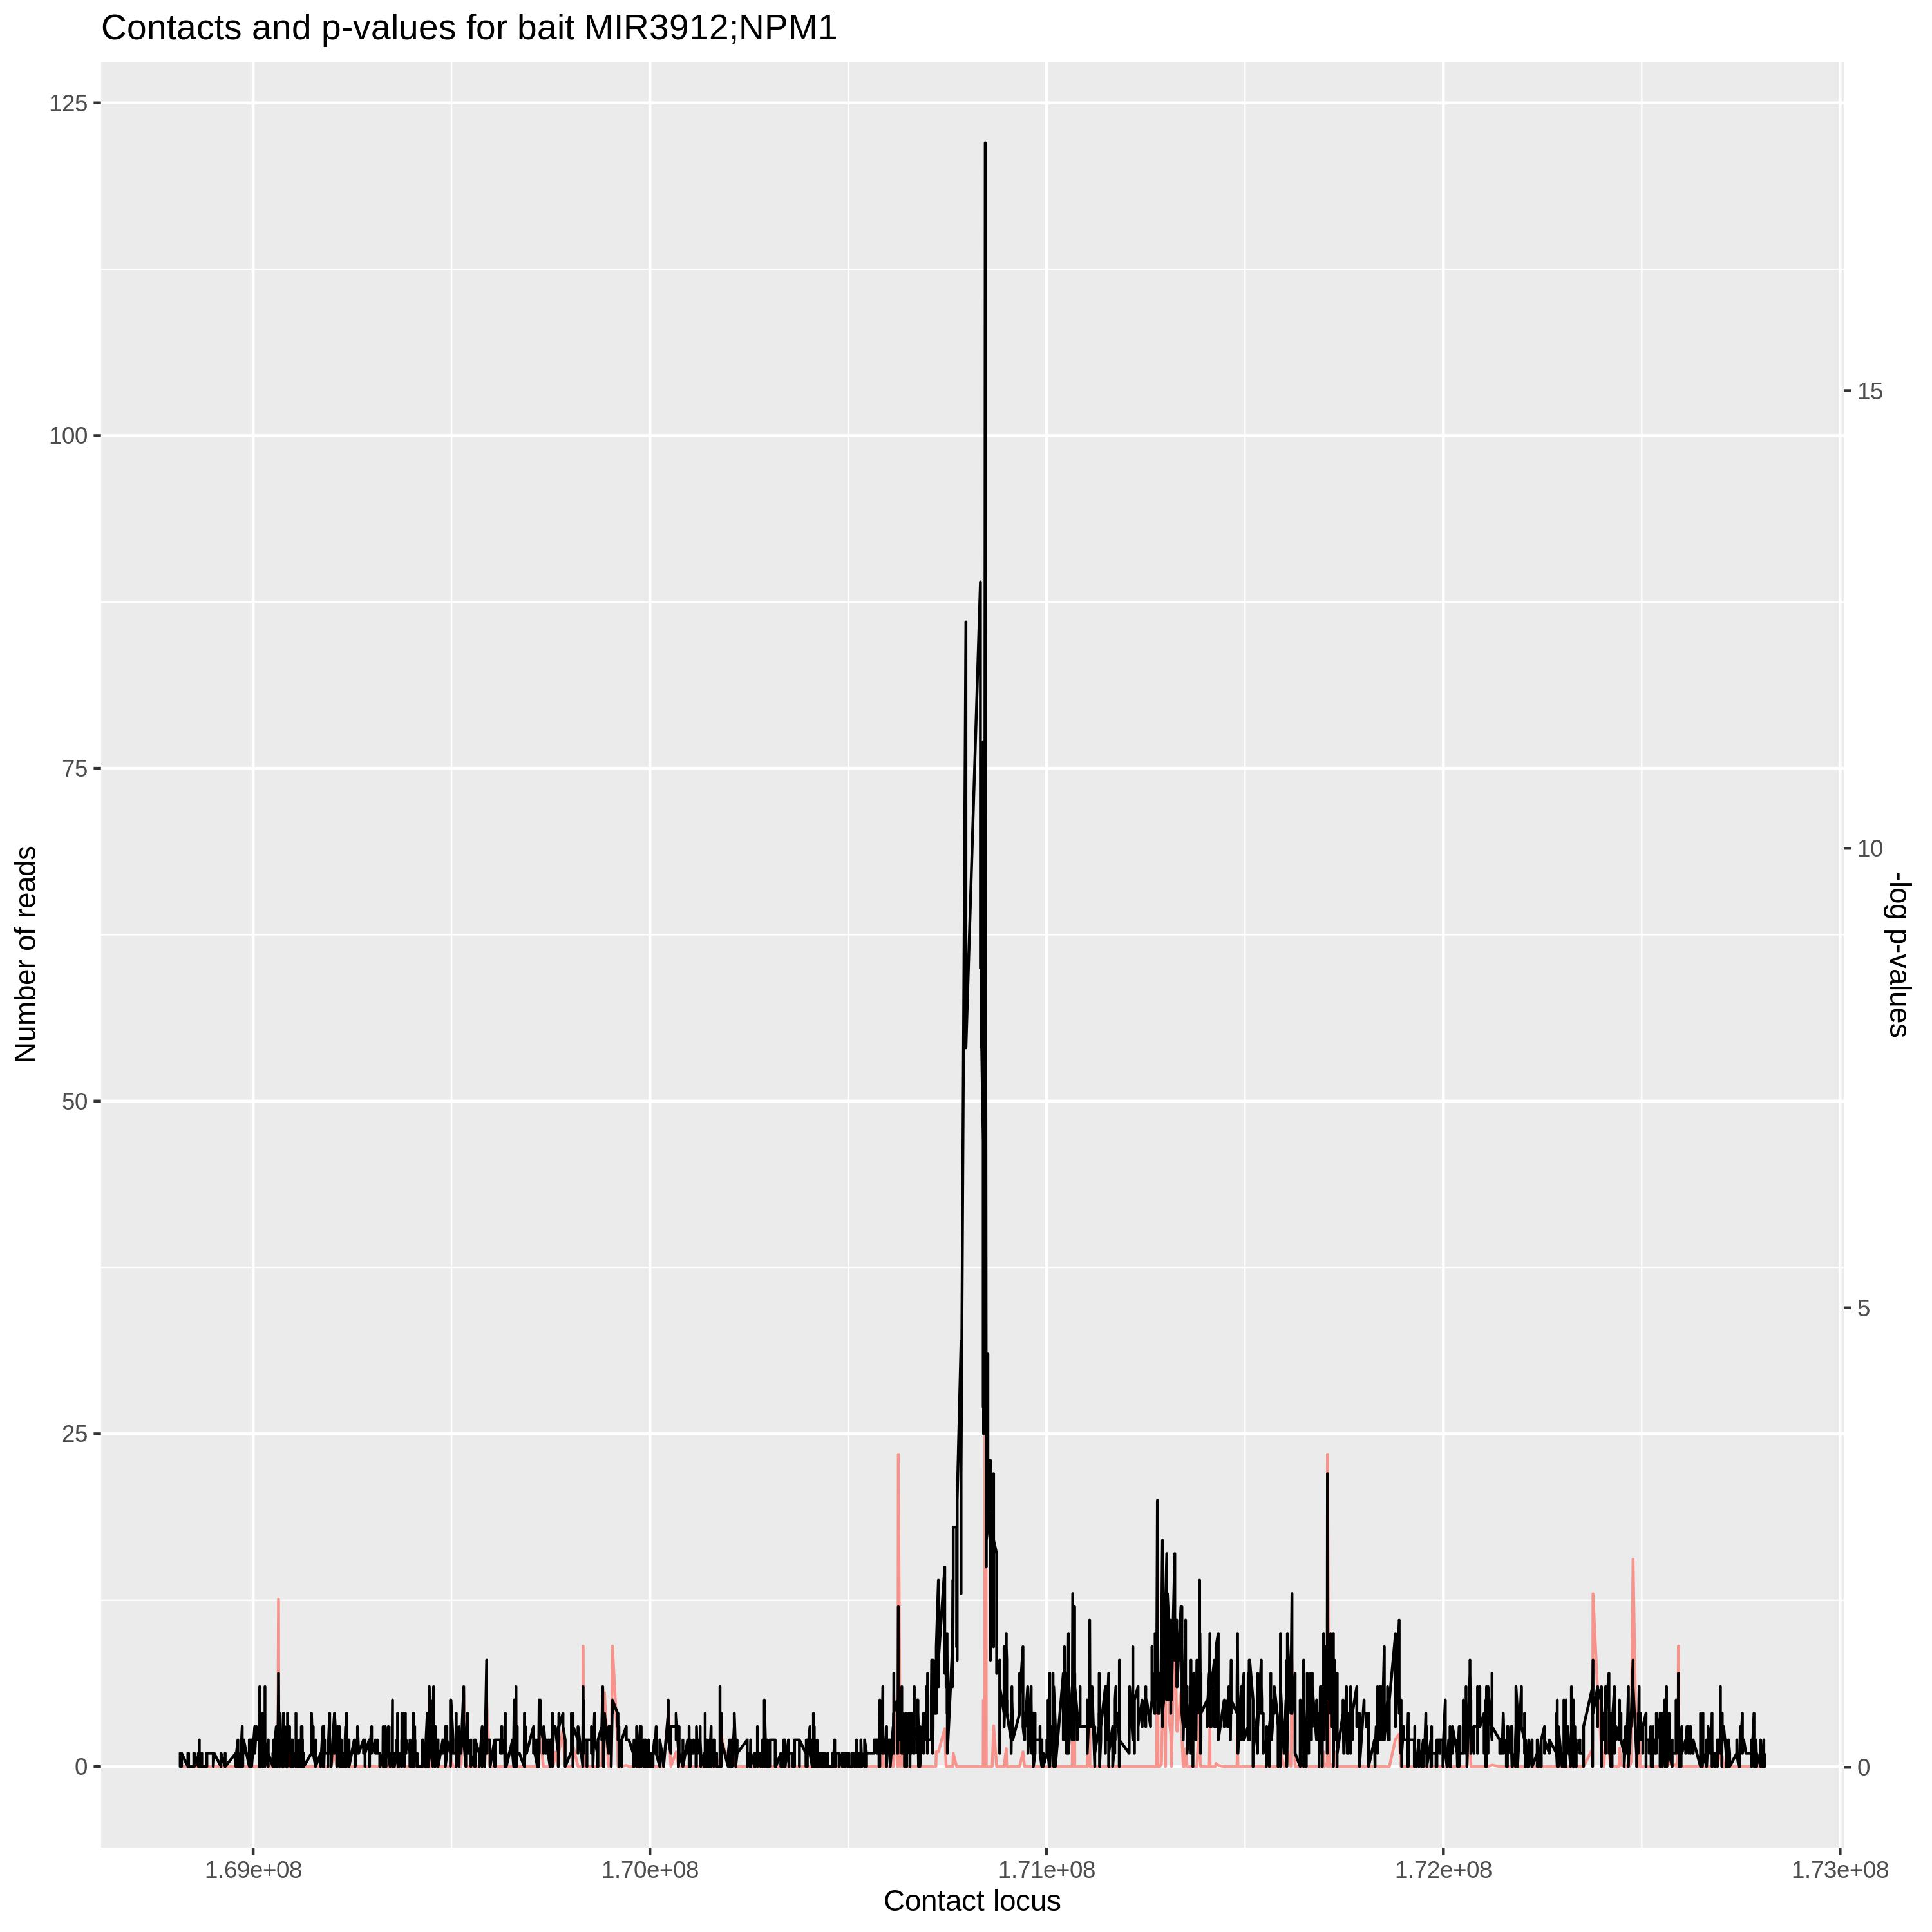 Contacts and p-values for bait MIR3912;NPM1
125
100
75
50
25
0
Number of reads
15
10
5
0
-log p-values
1.69e+08
1.70e+08
1.71e+08
1.72e+08
1.73e+08
Contact locus